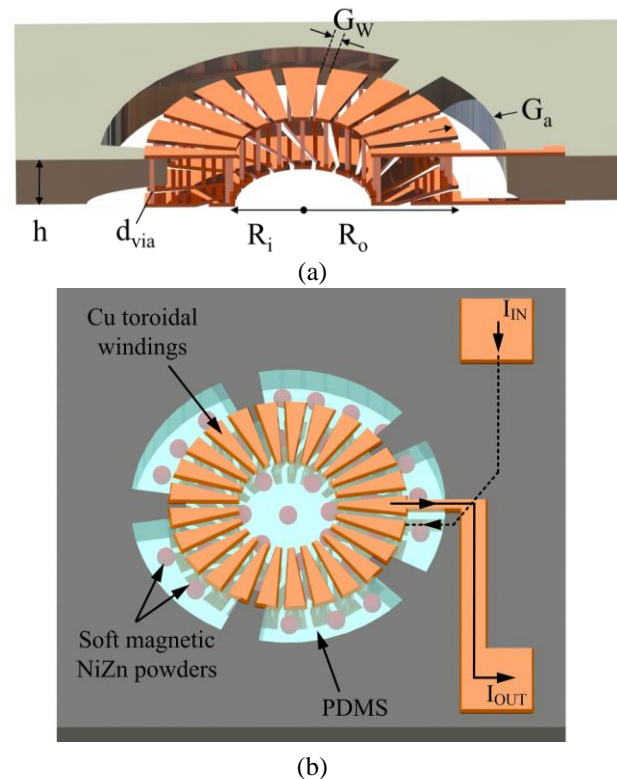 G_W
G_a
h
d_via
R_i
R_o
(a)
I_IN
Cu toroidal
windings
Soft magnetic
NiZn powders
PDMS
I_OUT
(b)